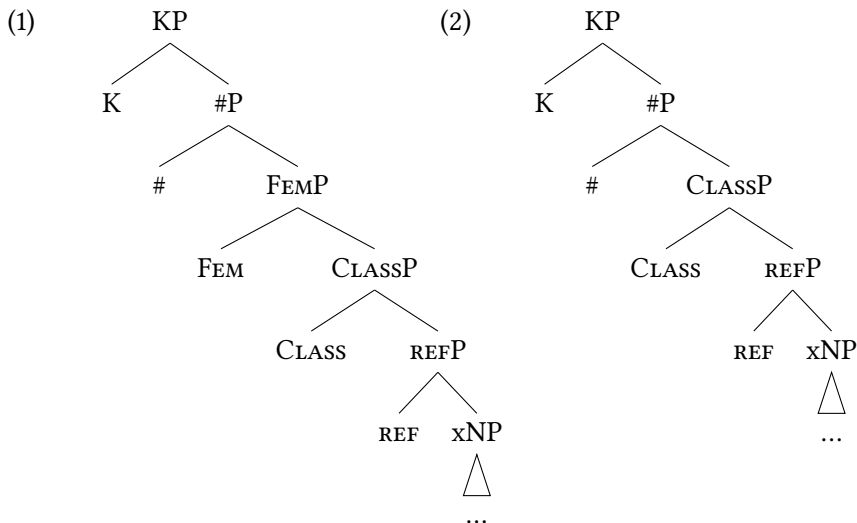 (1) KP (2) KP
K #P K #P
# FEMP # CLASSP
FEM CLASSP CLASS REFP
CLASS REFP REF xNP
REF xNP ...
...